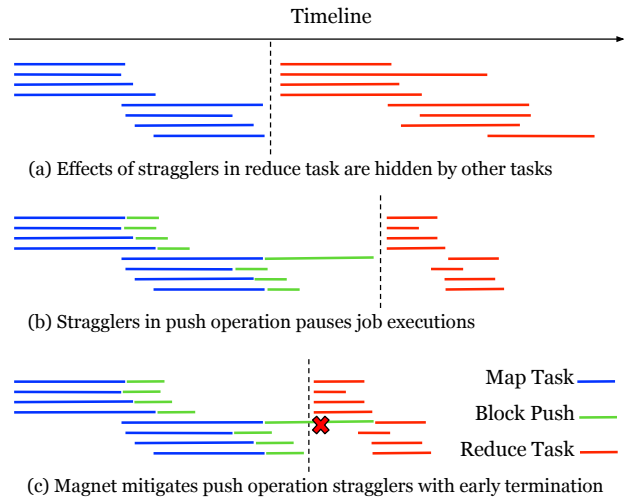 Timeline
(a) Effects of stragglers in reduce task are hidden by other tasks
(b) Stragglers in push operation pauses job executions
Map Task
Block Push
Reduce Task
(c) Magnet mitigates push operation stragglers with early termination